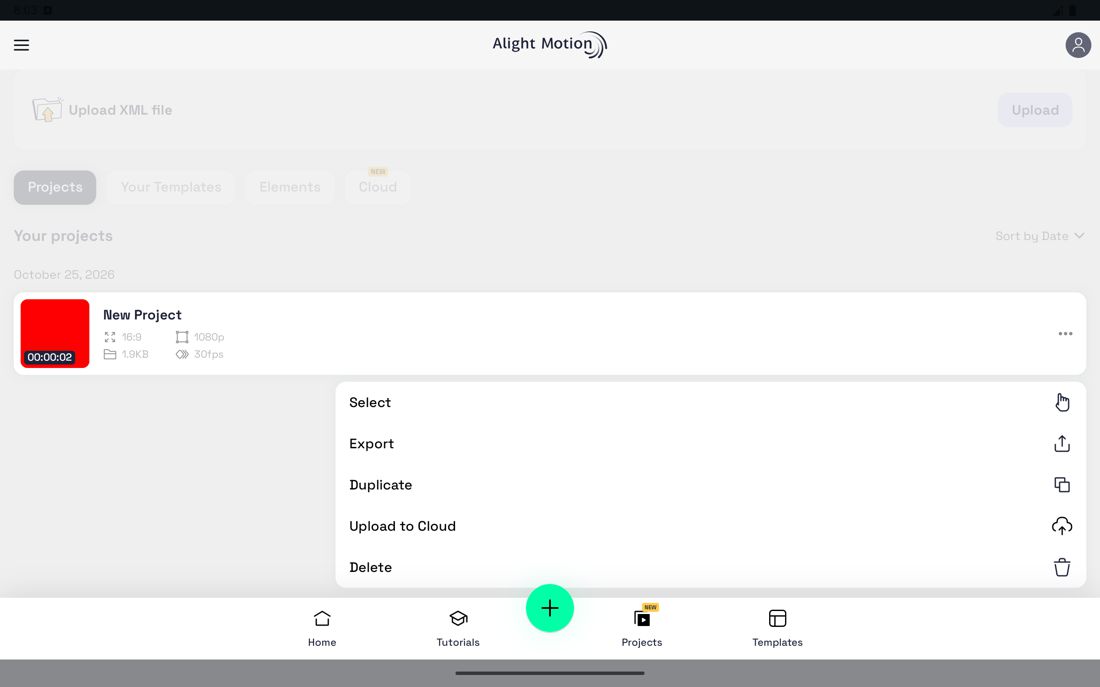 8:03
Alight Motion
Upload XML file
Upload
Projects
Your Templates
Elements
NEW
Cloud
Your projects
Sort by Date
October 25, 2026
New Project
16:9
1080p
00:00:02
1.9KB
30fps
Select
Export
Duplicate
Upload to Cloud
Delete
NEW
Home
Tutorials
Projects
Templates